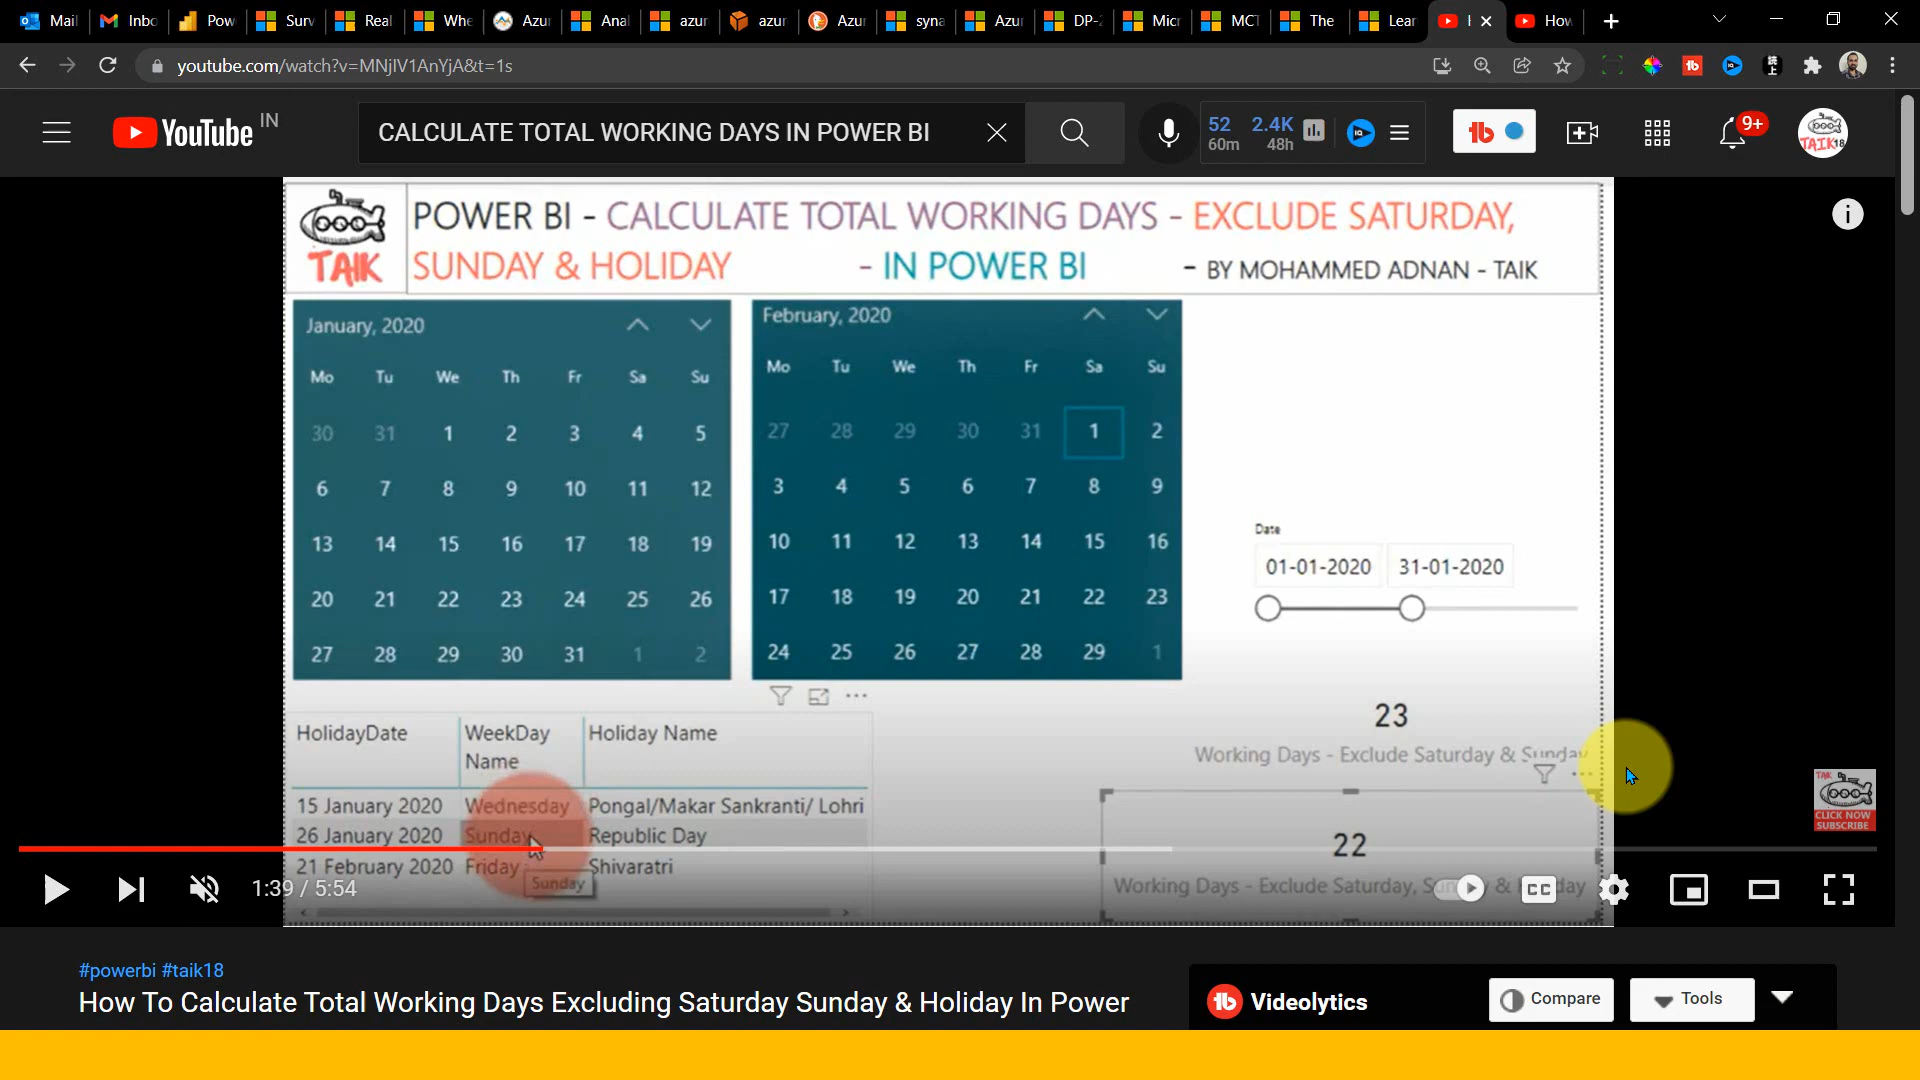 Mail Inbo Pow Surv Real Whe Azur Anal azur azur Azur syna Azur DP-2 Micr MCT The Lear How
youtube.com/watch?v=MNjIV1AnYjA&t=1s
YouTube IN
CALCULATE TOTAL WORKING DAYS IN POWER BI
52 2.4K
60m 48h
9+
TAIK18
TAIK
POWER BI - CALCULATE TOTAL WORKING DAYS - EXCLUDE SATURDAY,
SUNDAY & HOLIDAY - IN POWER BI - BY MOHAMMED ADNAN - TAIK
January, 2020
Mo Tu We Th Fr Sa Su
30 31 1 2 3 4 5
6 7 8 9 10 11 12
13 14 15 16 17 18 19
20 21 22 23 24 25 26
27 28 29 30 31 1 2
February, 2020
Mo Tu We Th Fr Sa Su
27 28 29 30 31 1 2
3 4 5 6 7 8 9
10 11 12 13 14 15 16
17 18 19 20 21 22 23
24 25 26 27 28 29 1
Date
01-01-2020 31-01-2020
23
Working Days - Exclude Saturday & Sunday
22
Working Days - Exclude Saturday, Sunday & Holiday
HolidayDate WeekDay Name Holiday Name
15 January 2020 Wednesday Pongal/Makar Sankranti/ Lohri
26 January 2020 Sunday Republic Day
21 February 2020 Friday Shivaratri
Sunday
TAIK
CLICK NOW
SUBSCRIBE
1:39 / 5:54
CC
#powerbi #taik18
How To Calculate Total Working Days Excluding Saturday Sunday & Holiday In Power
tb Videolytics
Compare
Tools